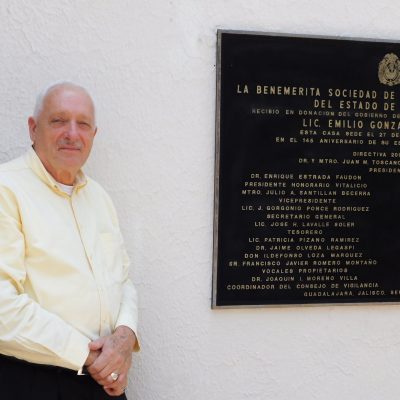 LA BENEMERITA SOCIEDAD DE
DEL ESTADO DE
RECIBIO EN DONACION DEL GOBIERNO DE
LIC. EMILIO GONZA
ESTA CASA SEDE EL 27 DE
EN EL 146 ANIVERSARIO DE SU
DIRECTIVA 20
DR. Y MTRO. JUAN M. TOSCANO
PRESIDEN
DR. ENRIQUE ESTRADA FAUDON
PRESIDENTE HONORARIO VITALICIO
MTRO. JULIO A. SANTILLAN BECERRA
VICEPRESIDENTE
LIC. J. GORGONIO PONCE RODRIGUEZ
SECRETARIO GENERAL
LIC. JOSE H. LAVALLE SOLER
TESORERO
LIC. PATRICIA PIZANO RAMIREZ
DR. JAIME OLVEDA LEGASPI
DON ILDEFONSO LOZA MARQUEZ
SR. FRANCISCO JAVIER ROMERO MONTAÑO
VOCALES PROPIETARIOS
DR. JOAQUIN I. MORENO VILLA
COORDINADOR DEL CONSEJO DE VIGILANCIA
GUADALAJARA, JALISCO,